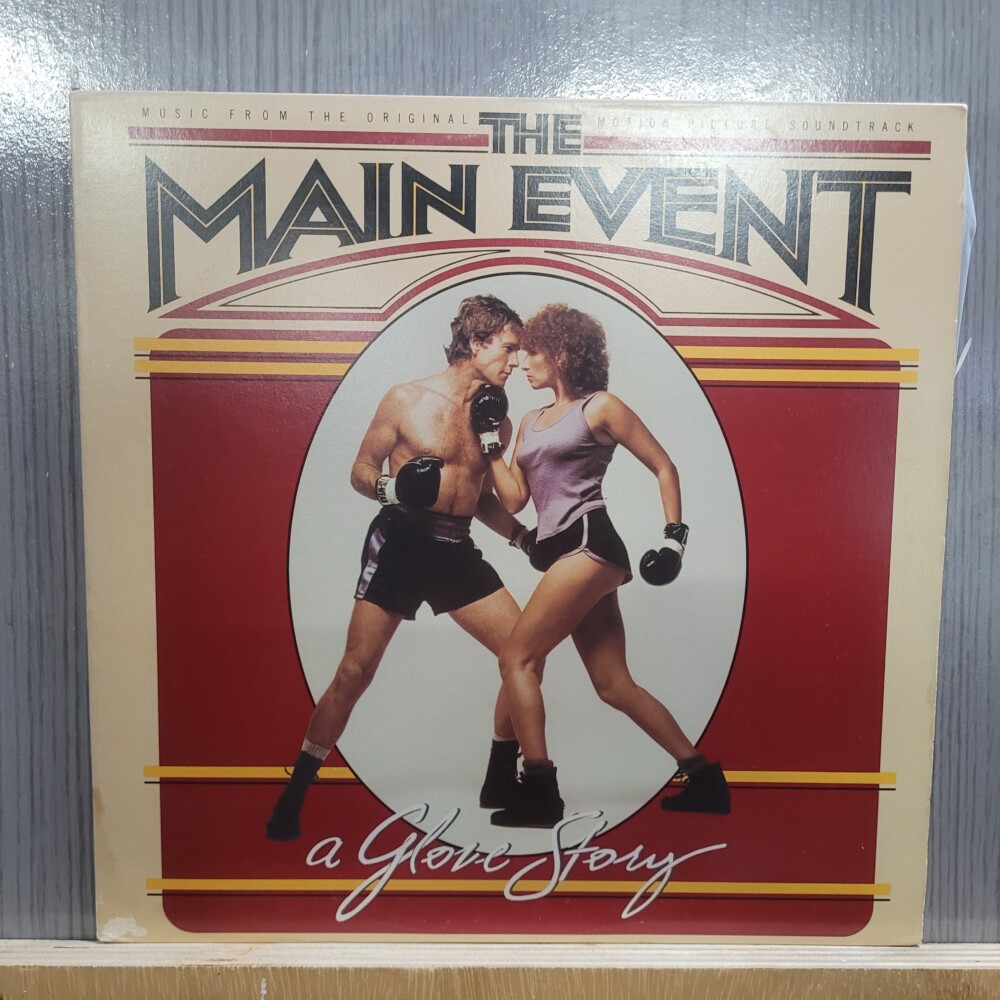 MUSIC FROM THE ORIGINAL THE MOTION PICTURE SOUNDTRACK
MAIN EVENT
a Glove Story